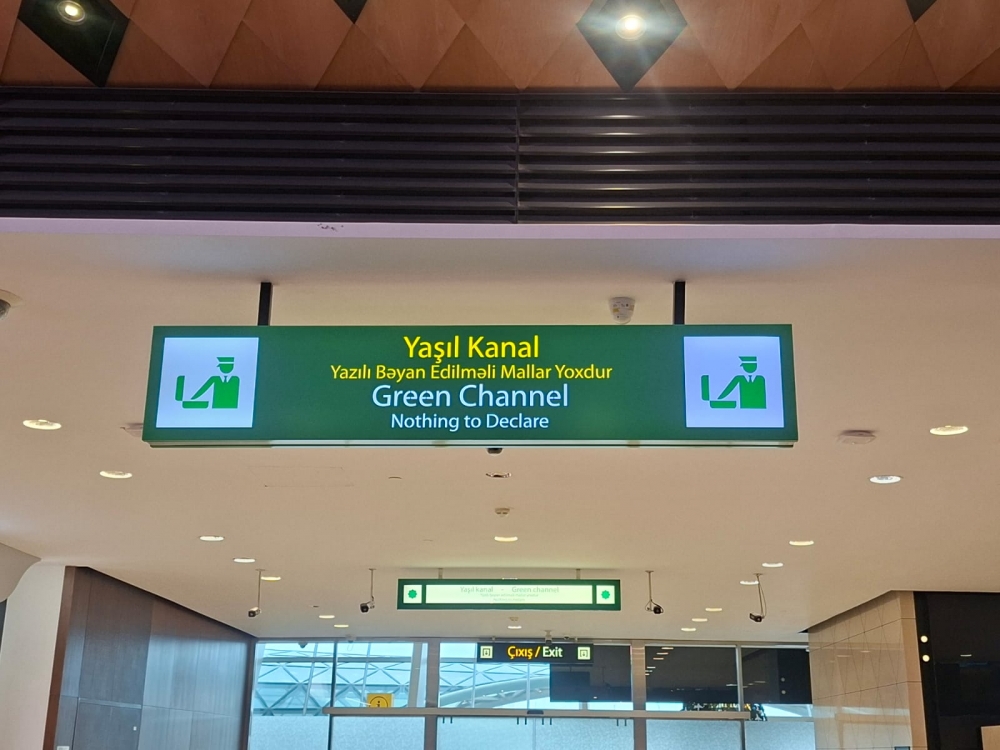 Yaşıl Kanal
Yazılı Bəyan Edilməli Mallar Yoxdur
Green Channel
Nothing to Declare
Yaşıl kanal - Green channel
Çıxış / Exit
i